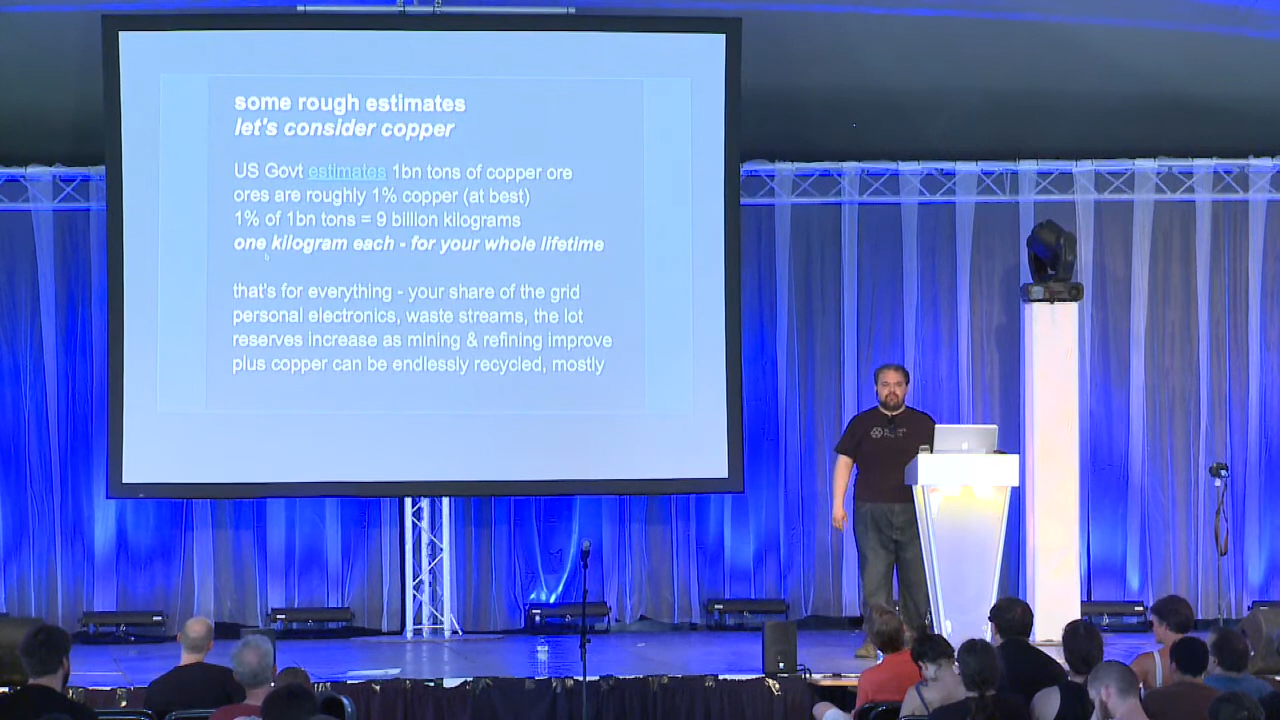 some rough estimates
let's consider copper
US Govt estimates 1bn tons of copper ore
ores are roughly 1% copper (at best)
1% of 1bn tons = 9 billion kilograms
one kilogram each - for your whole lifetime
that's for everything - your share of the grid
personal electronics, waste streams, the lot
reserves increase as mining & refining improve
plus copper can be endlessly recycled, mostly